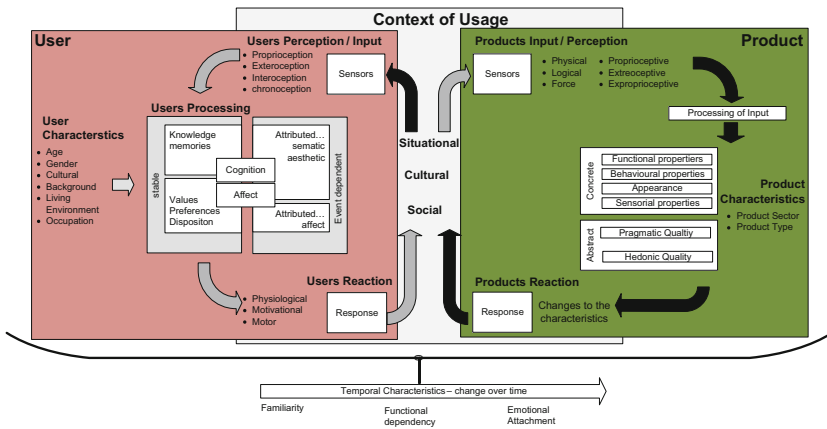 Context of Usage
User
Users Perception / Input
Proprioception
Exteroception
Interoception
chronoception
Sensors
Users Processing
User
Characterstics
Age
Gender
Cultural
Background
Living
Environment
Occupation
stable
Knowledge
memories
Values
Preferences
Dispositon
Cognition
Affect
Attributed...
sematic
aesthetic
Attributed...
affect
Event dependent
Users Reaction
Physiological
Motivational
Motor
Response
Situational
Cultural
Social
Product
Products Input / Perception
Sensors
Physical
Logical
Force
Proprioceptive
Extreoceptive
Exproprioceptive
Processing of Input
Concrete
Functional propertiers
Behavioural properties
Appearance
Sensorial properties
Abstract
Pragmatic Qualtiy
Hedonic Quality
Product
Characteristics
Product Sector
Product Type
Products Reaction
Response
Changes to the
characteristics
Temporal Characteristics – change over time
Familiarity
Functional
dependency
Emotional
Attachment